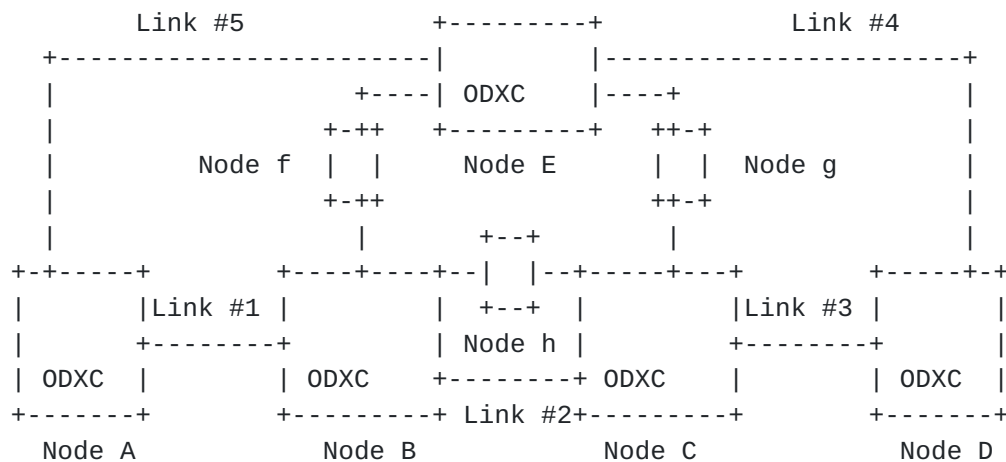 Link #5 Link #4
ODXC
Node f Node E Node g
Link #1 Link #3
Node h
ODXC ODXC ODXC ODXC
Link #2
Node A Node B Node C Node D